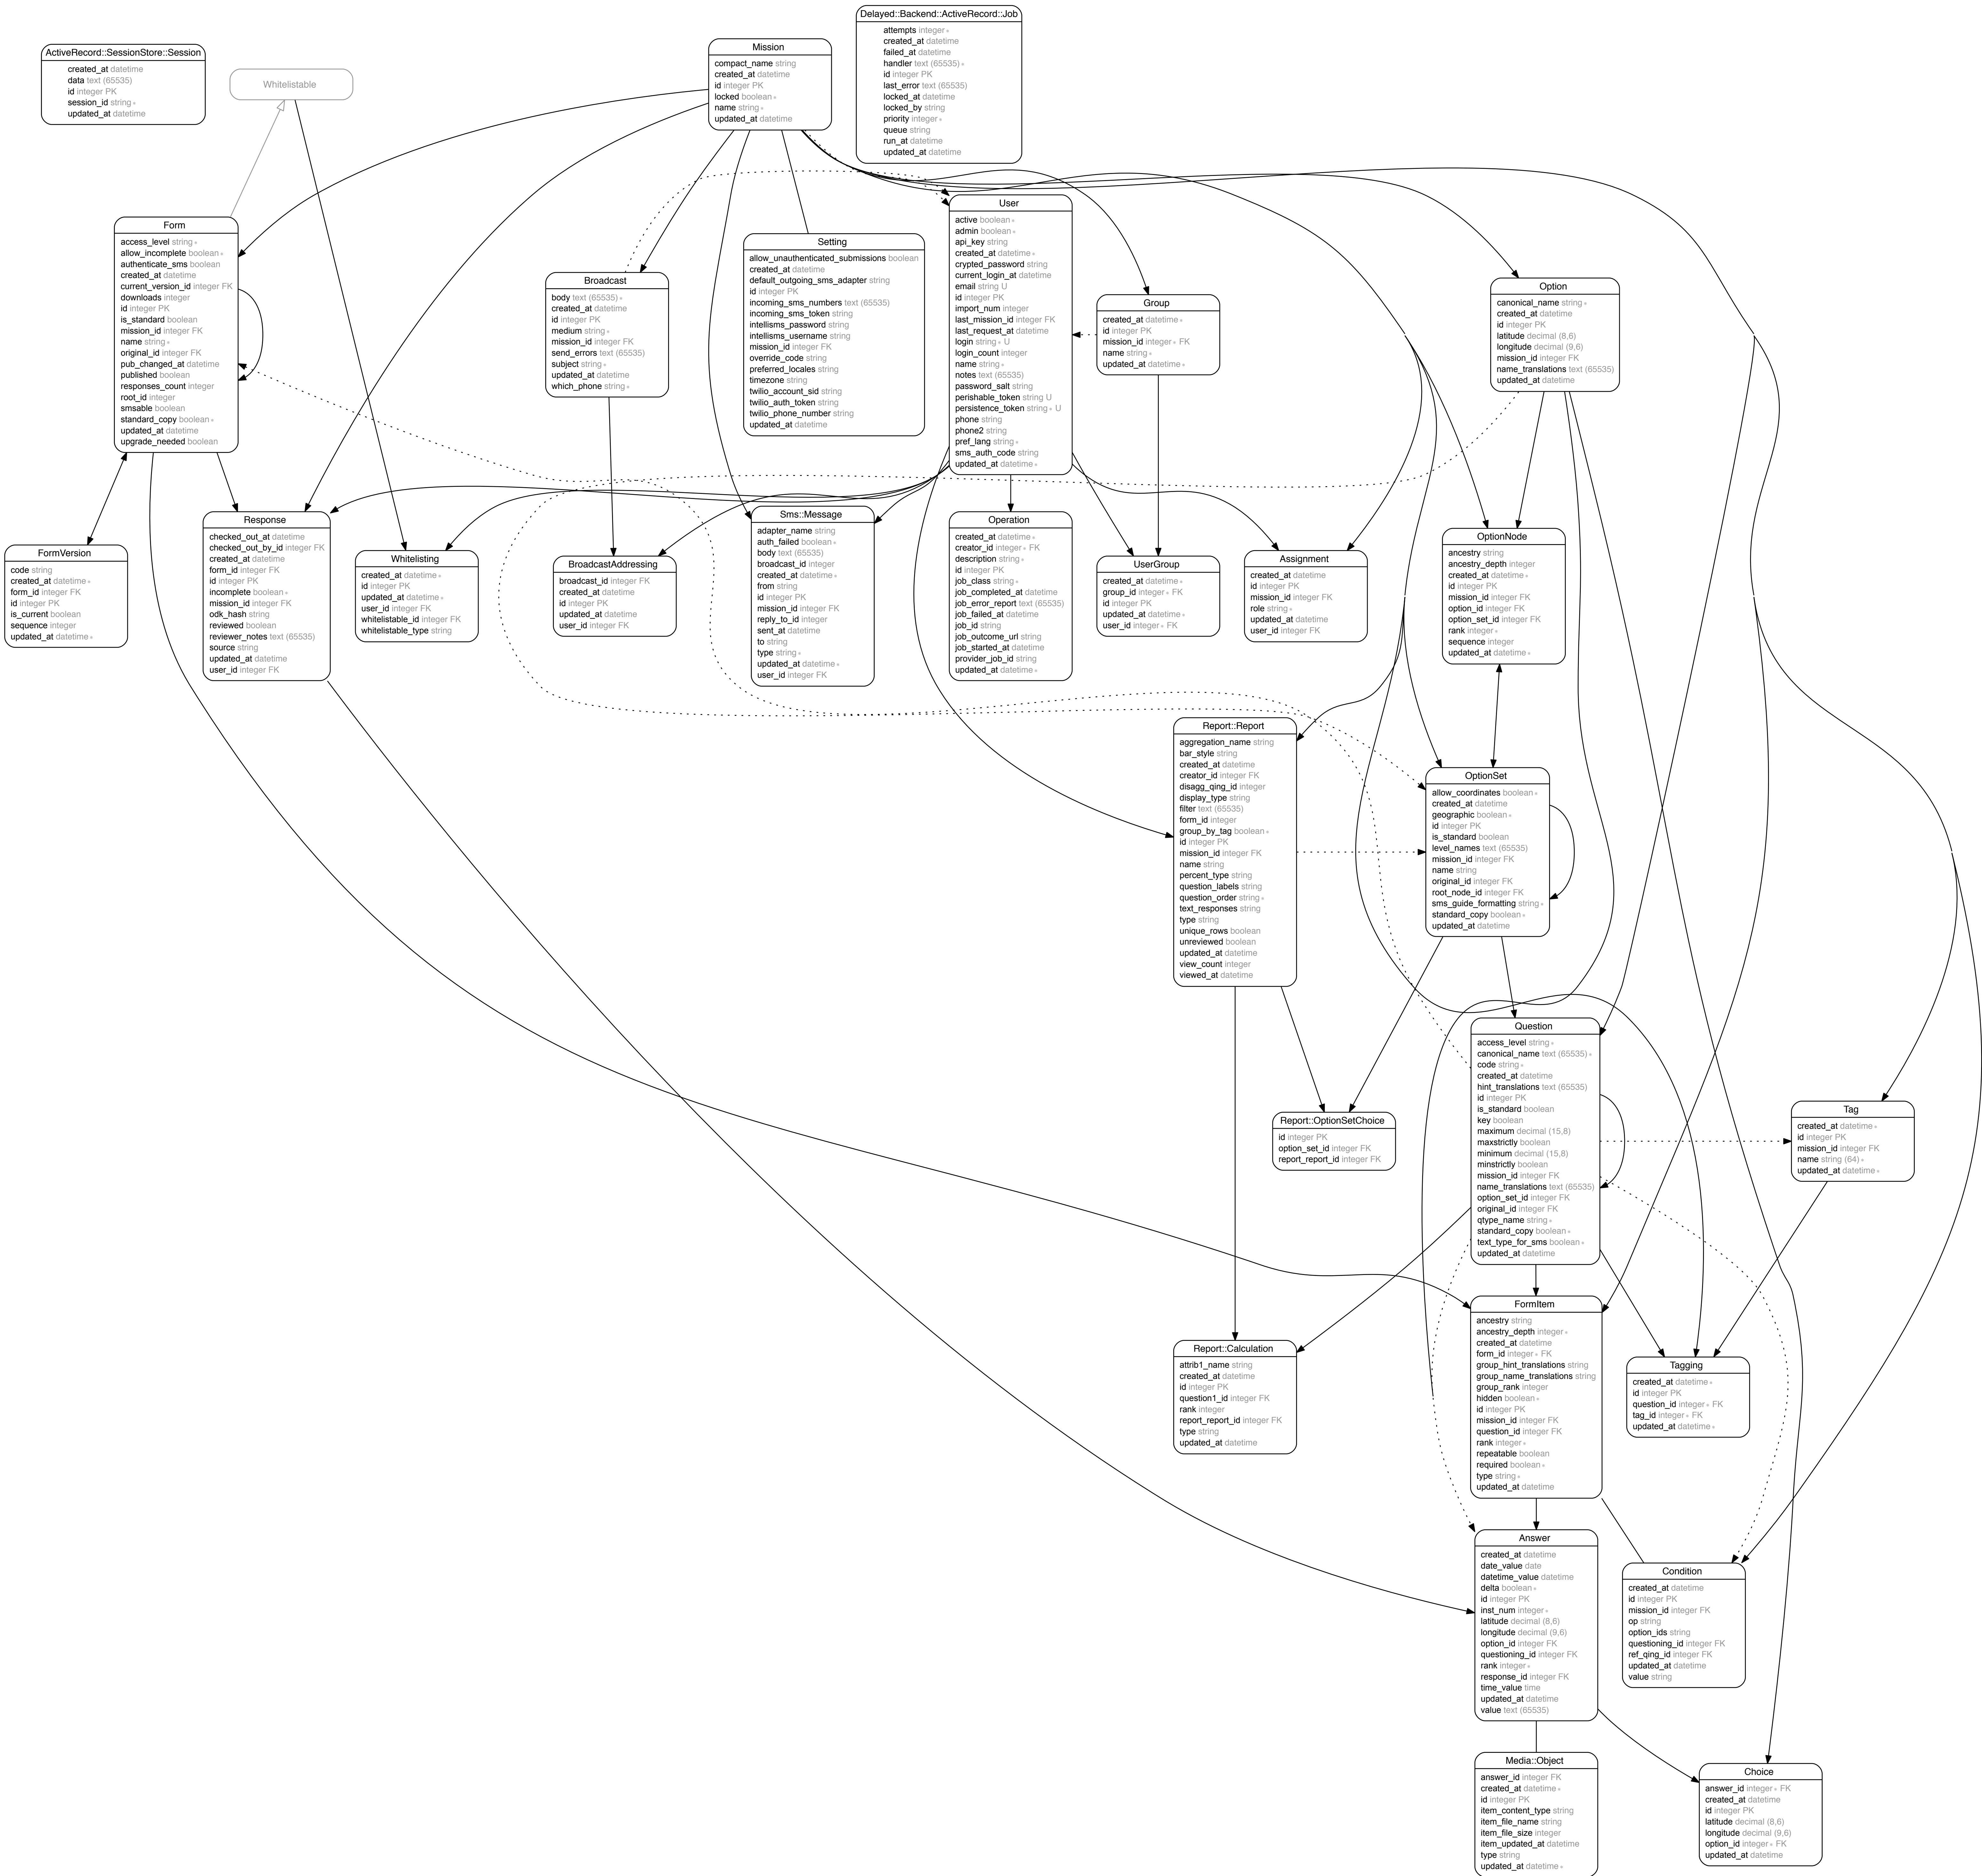 Delayed::Backend::ActiveRecord::Job
attempts integer ∗
created_at datetime
failed_at datetime
handler text (65535) ∗
id integer PK
last_error text (65535)
locked_at datetime
locked_by string
priority integer ∗
queue string
run_at datetime
updated_at datetime
ActiveRecord::SessionStore::Session
created_at datetime
data text (65535)
id integer PK
session_id string ∗
updated_at datetime
Whitelistable
Mission
compact_name string
created_at datetime
id integer PK
locked boolean ∗
name string ∗
updated_at datetime
Form
access_level string ∗
allow_incomplete boolean ∗
authenticate_sms boolean
created_at datetime
current_version_id integer FK
downloads integer
id integer PK
is_standard boolean
mission_id integer FK
name string ∗
original_id integer FK
pub_changed_at datetime
published boolean
responses_count integer
root_id integer
smsable boolean
standard_copy boolean ∗
updated_at datetime
upgrade_needed boolean
Broadcast
body text (65535) ∗
created_at datetime
id integer PK
medium string ∗
mission_id integer FK
send_errors text (65535)
subject string ∗
updated_at datetime
which_phone string ∗
Setting
allow_unauthenticated_submissions boolean
created_at datetime
default_outgoing_sms_adapter string
id integer PK
incoming_sms_numbers text (65535)
incoming_sms_token string
intellisms_password string
intellisms_username string
mission_id integer FK
override_code string
preferred_locales string
timezone string
twilio_account_sid string
twilio_auth_token string
twilio_phone_number string
updated_at datetime
User
active boolean ∗
admin boolean ∗
api_key string
created_at datetime ∗
crypted_password string
current_login_at datetime
email string U
id integer PK
import_num integer
last_mission_id integer FK
last_request_at datetime
login string ∗ U
login_count integer
name string ∗
notes text (65535)
password_salt string
perishable_token string U
persistence_token string ∗ U
phone string
phone2 string
pref_lang string ∗
sms_auth_code string
updated_at datetime ∗
Group
created_at datetime ∗
id integer PK
mission_id integer ∗ FK
name string ∗
updated_at datetime ∗
Option
canonical_name string ∗
created_at datetime
id integer PK
latitude decimal (8,6)
longitude decimal (9,6)
mission_id integer FK
name_translations text (65535)
updated_at datetime
FormVersion
code string
created_at datetime ∗
form_id integer FK
id integer PK
is_current boolean
sequence integer
updated_at datetime ∗
Response
checked_out_at datetime
checked_out_by_id integer FK
created_at datetime
form_id integer FK
id integer PK
incomplete boolean ∗
mission_id integer FK
odk_hash string
reviewed boolean
reviewer_notes text (65535)
source string
updated_at datetime
user_id integer FK
Whitelisting
created_at datetime ∗
id integer PK
updated_at datetime ∗
user_id integer FK
whitelistable_id integer FK
whitelistable_type string
BroadcastAddressing
broadcast_id integer FK
created_at datetime
id integer PK
updated_at datetime
user_id integer FK
Sms::Message
adapter_name string
auth_failed boolean ∗
body text (65535)
broadcast_id integer
created_at datetime ∗
from string
id integer PK
mission_id integer FK
reply_to_id integer
sent_at datetime
to string
type string ∗
updated_at datetime ∗
user_id integer FK
Operation
created_at datetime ∗
creator_id integer ∗ FK
description string ∗
id integer PK
job_class string ∗
job_completed_at datetime
job_error_report text (65535)
job_failed_at datetime
job_id string
job_outcome_url string
job_started_at datetime
provider_job_id string
updated_at datetime ∗
UserGroup
created_at datetime ∗
group_id integer ∗ FK
id integer PK
updated_at datetime ∗
user_id integer ∗ FK
Assignment
created_at datetime
id integer PK
mission_id integer FK
role string ∗
updated_at datetime
user_id integer FK
OptionNode
ancestry string
ancestry_depth integer
created_at datetime ∗
id integer PK
mission_id integer FK
option_id integer FK
option_set_id integer FK
rank integer ∗
sequence integer
updated_at datetime ∗
Report::Report
aggregation_name string
bar_style string
created_at datetime
creator_id integer FK
disagg_qing_id integer
display_type string
filter text (65535)
form_id integer
group_by_tag boolean ∗
id integer PK
mission_id integer FK
name string
percent_type string
question_labels string
question_order string ∗
text_responses string
type string
unique_rows boolean
unreviewed boolean
updated_at datetime
view_count integer
viewed_at datetime
OptionSet
allow_coordinates boolean ∗
created_at datetime
geographic boolean ∗
id integer PK
is_standard boolean
level_names text (65535)
mission_id integer FK
name string
original_id integer FK
root_node_id integer FK
sms_guide_formatting string ∗
standard_copy boolean ∗
updated_at datetime
Question
access_level string ∗
canonical_name text (65535) ∗
code string ∗
created_at datetime
hint_translations text (65535)
id integer PK
is_standard boolean
key boolean
maximum decimal (15,8)
maxstrictly boolean
minimum decimal (15,8)
minstrictly boolean
mission_id integer FK
name_translations text (65535)
option_set_id integer FK
original_id integer FK
qtype_name string ∗
standard_copy boolean ∗
text_type_for_sms boolean ∗
updated_at datetime
Report::OptionSetChoice
id integer PK
option_set_id integer FK
report_report_id integer FK
Tag
created_at datetime ∗
id integer PK
mission_id integer FK
name string (64) ∗
updated_at datetime ∗
FormItem
ancestry string
ancestry_depth integer ∗
created_at datetime
form_id integer ∗ FK
group_hint_translations string
group_name_translations string
group_rank integer
hidden boolean ∗
id integer PK
mission_id integer FK
question_id integer FK
rank integer ∗
repeatable boolean
required boolean ∗
type string ∗
updated_at datetime
Report::Calculation
attrib1_name string
created_at datetime
id integer PK
question1_id integer FK
rank integer
report_report_id integer FK
type string
updated_at datetime
Tagging
created_at datetime ∗
id integer PK
question_id integer ∗ FK
tag_id integer ∗ FK
updated_at datetime ∗
Answer
created_at datetime
date_value date
datetime_value datetime
delta boolean ∗
id integer PK
inst_num integer ∗
latitude decimal (8,6)
longitude decimal (9,6)
option_id integer FK
questioning_id integer FK
rank integer ∗
response_id integer FK
time_value time
updated_at datetime
value text (65535)
Condition
created_at datetime
id integer PK
mission_id integer FK
op string
option_ids string
questioning_id integer FK
ref_qing_id integer FK
updated_at datetime
value string
Media::Object
answer_id integer FK
created_at datetime ∗
id integer PK
item_content_type string
item_file_name string
item_file_size integer
item_updated_at datetime
type string
updated_at datetime ∗
Choice
answer_id integer ∗ FK
created_at datetime
id integer PK
latitude decimal (8,6)
longitude decimal (9,6)
option_id integer ∗ FK
updated_at datetime